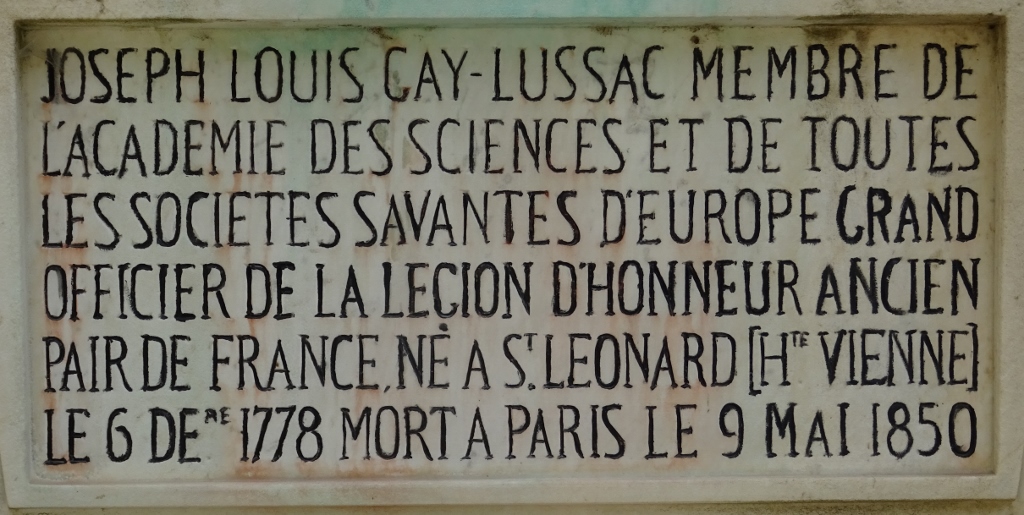 JOSEPH LOUIS GAY-LUSSAC MEMBRE DE
L'ACADEMIE DES SCIENCES ET DE TOUTES
LES SOCIETES SAVANTES D'EUROPE GRAND
OFFICIER DE LA LEGION D'HONNEUR ANCIEN
PAIR DE FRANCE, NÉ A ST. LEONARD [HTE VIENNE]
LE 6 DERE 1778 MORT A PARIS LE 9 MAI 1850